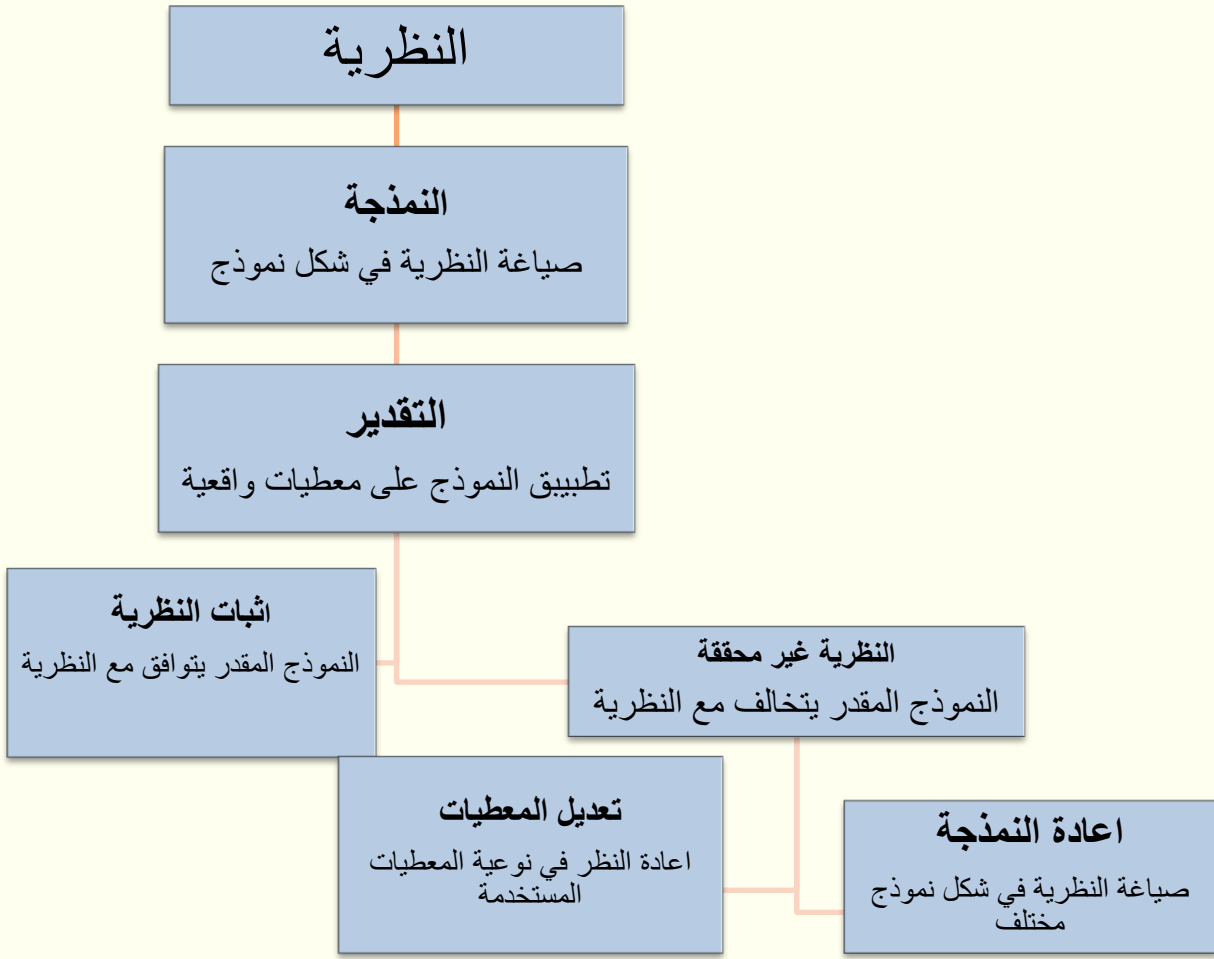 النظرية
النمذجة
صياغة النظرية في شكل نموذج
التقدير
تطبيبق النموذج على معطيات واقعية
اثبات النظرية
النموذج المقدر يتوافق مع النظرية
النظرية غير محققة
النموذج المقدر يتخالف مع النظرية
تعديل المعطيات
اعادة النظر في نوعية المعطيات
المستخدمة
اعادة النمذجة
صياغة النظرية في شكل نموذج
مختلف